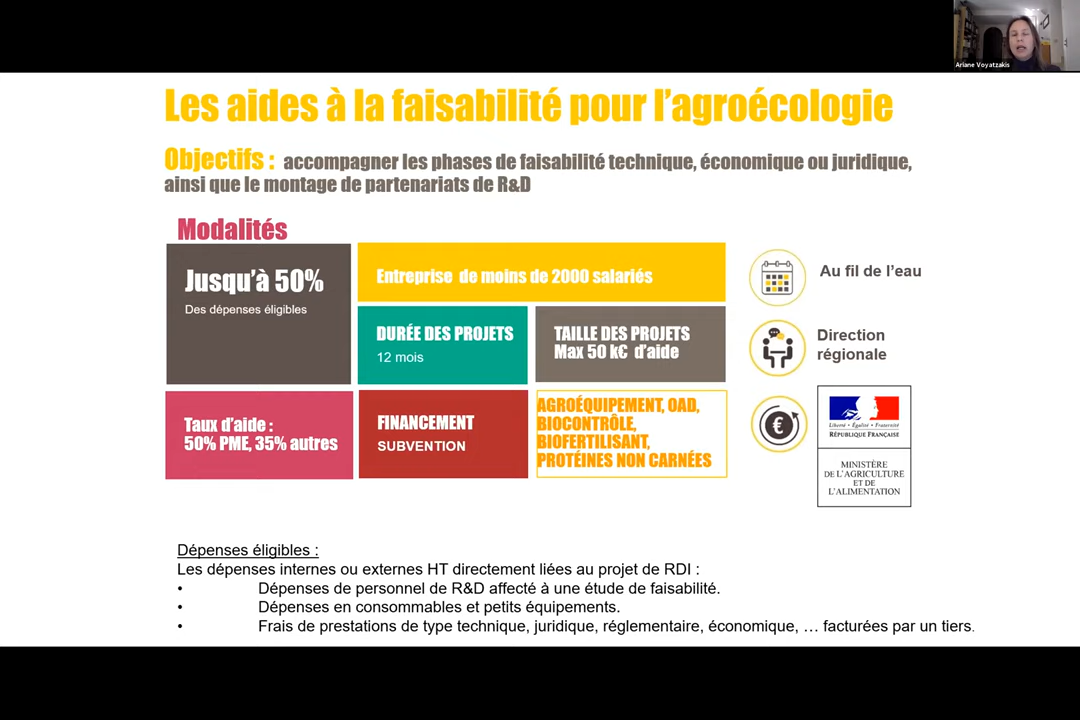 Ariane Voyatzakis
Les aides à la faisabilité pour l'agroécologie
Objectifs : accompagner les phases de faisabilité technique, économique ou juridique,
ainsi que le montage de partenariats de R&D
Modalités
Jusqu'à 50%
Des dépenses éligibles
Entreprise de moins de 2000 salariés
DURÉE DES PROJETS
12 mois
TAILLE DES PROJETS
Max 50 k€ d'aide
Taux d'aide :
50% PME, 35% autres
FINANCEMENT
SUBVENTION
AGROÉQUIPEMENT, OAD,
BIOCONTRÔLE,
BIOFERTILISANT,
PROTÉINES NON CARNÉES
Au fil de l'eau
Direction
régionale
€
Liberté • Égalité • Fraternité
RÉPUBLIQUE FRANÇAISE
MINISTÈRE
DE L'AGRICULTURE
ET DE
L'ALIMENTATION
Dépenses éligibles :
Les dépenses internes ou externes HT directement liées au projet de RDI :
• Dépenses de personnel de R&D affecté à une étude de faisabilité.
• Dépenses en consommables et petits équipements.
• Frais de prestations de type technique, juridique, réglementaire, économique, … facturées par un tiers.